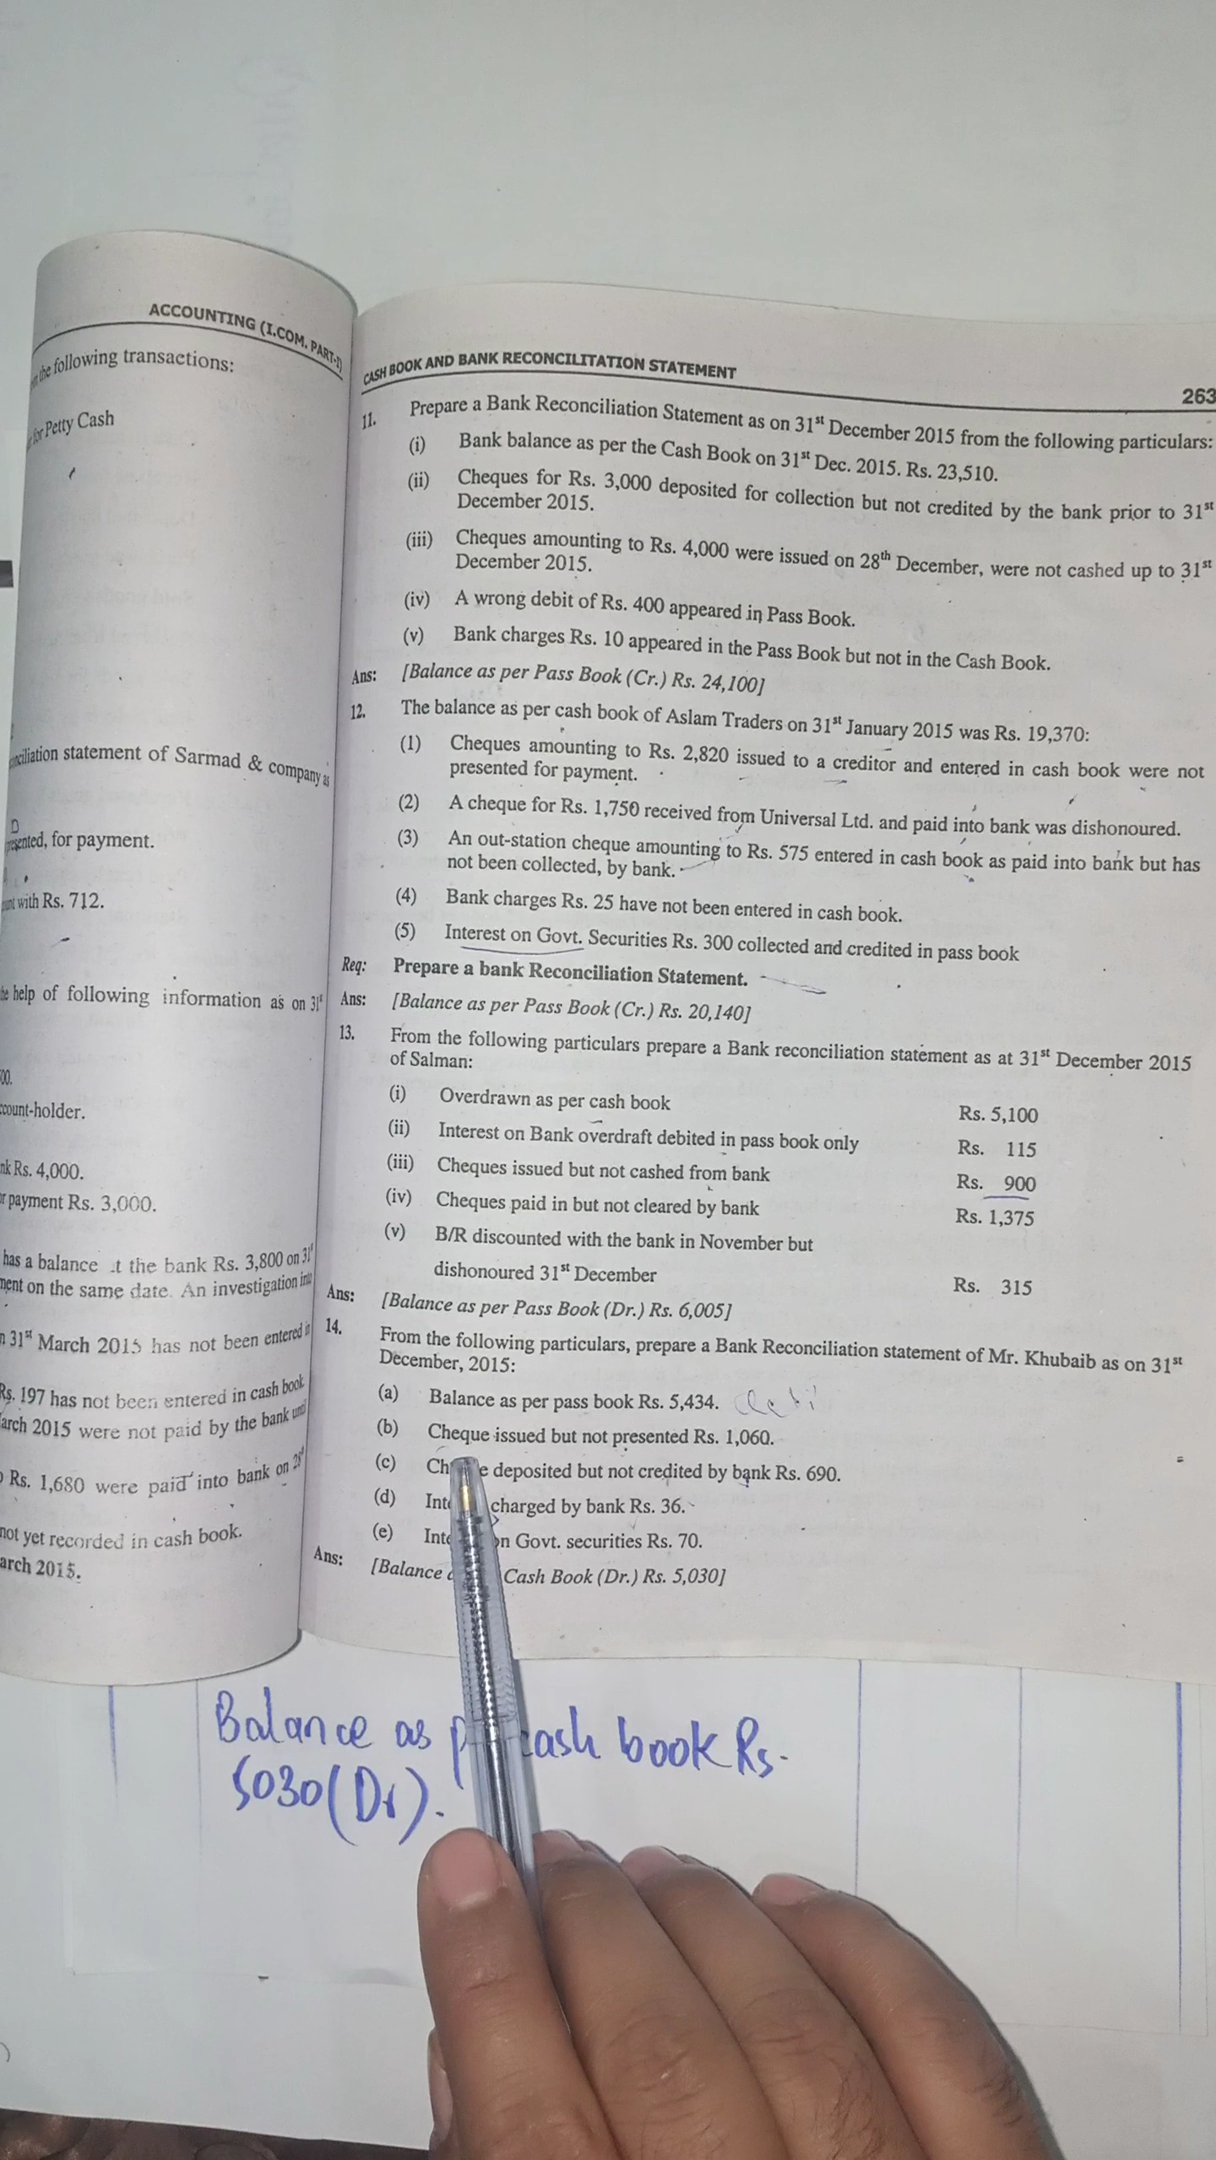 ACCOUNTING (I.COM. PART-I)
the following transactions:
for Petty Cash
nciliation statement of Sarmad & company as
resented, for payment.
unt with Rs. 712.
help of following information as on 31st
00.
ccount-holder.
nk Rs. 4,000.
r payment Rs. 3,000.
has a balance at the bank Rs. 3,800 on 31st
ment on the same date. An investigation into
n 31st March 2015 has not been entered in
Rs. 197 has not been entered in cash book
arch 2015 were not paid by the bank until
Rs. 1,680 were paid into bank on 28th
not yet recorded in cash book.
arch 2015.
CASH BOOK AND BANK RECONCILITATION STATEMENT
263
11. Prepare a Bank Reconciliation Statement as on 31st December 2015 from the following particulars:
(i) Bank balance as per the Cash Book on 31st Dec. 2015. Rs. 23,510.
(ii) Cheques for Rs. 3,000 deposited for collection but not credited by the bank prior to 31st
December 2015.
(iii) Cheques amounting to Rs. 4,000 were issued on 28th December, were not cashed up to 31st
December 2015.
(iv) A wrong debit of Rs. 400 appeared in Pass Book.
(v) Bank charges Rs. 10 appeared in the Pass Book but not in the Cash Book.
Ans: [Balance as per Pass Book (Cr.) Rs. 24,100]
12. The balance as per cash book of Aslam Traders on 31st January 2015 was Rs. 19,370:
(1) Cheques amounting to Rs. 2,820 issued to a creditor and entered in cash book were not
presented for payment.
(2) A cheque for Rs. 1,750 received from Universal Ltd. and paid into bank was dishonoured.
(3) An out-station cheque amounting to Rs. 575 entered in cash book as paid into bank but has
not been collected, by bank.
(4) Bank charges Rs. 25 have not been entered in cash book.
(5) Interest on Govt. Securities Rs. 300 collected and credited in pass book
Req: Prepare a bank Reconciliation Statement.
Ans: [Balance as per Pass Book (Cr.) Rs. 20,140]
13. From the following particulars prepare a Bank reconciliation statement as at 31st December 2015
of Salman:
(i) Overdrawn as per cash book Rs. 5,100
(ii) Interest on Bank overdraft debited in pass book only Rs. 115
(iii) Cheques issued but not cashed from bank Rs. 900
(iv) Cheques paid in but not cleared by bank Rs. 1,375
(v) B/R discounted with the bank in November but
dishonoured 31st December Rs. 315
Ans: [Balance as per Pass Book (Dr.) Rs. 6,005]
14. From the following particulars, prepare a Bank Reconciliation statement of Mr. Khubaib as on 31st
December, 2015:
(a) Balance as per pass book Rs. 5,434.
(b) Cheque issued but not presented Rs. 1,060.
(c) Ch e deposited but not credited by bank Rs. 690.
(d) Int charged by bank Rs. 36.
(e) Inte on Govt. securities Rs. 70.
Ans: [Balance Cash Book (Dr.) Rs. 5,030]
Balance as p cash book Rs.
5030 (Dr).